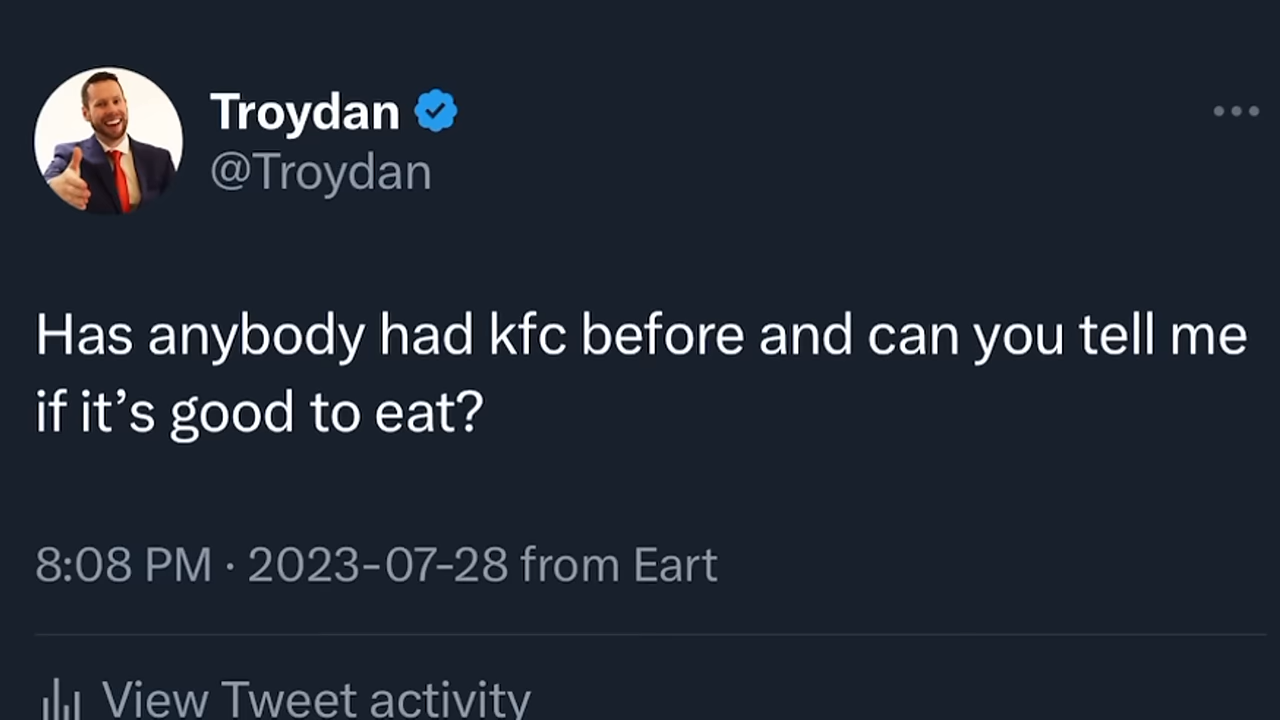 Troydan
@Troydan
Has anybody had kfc before and can you tell me
if it’s good to eat?
8:08 PM · 2023-07-28 from Eart
View Tweet activity